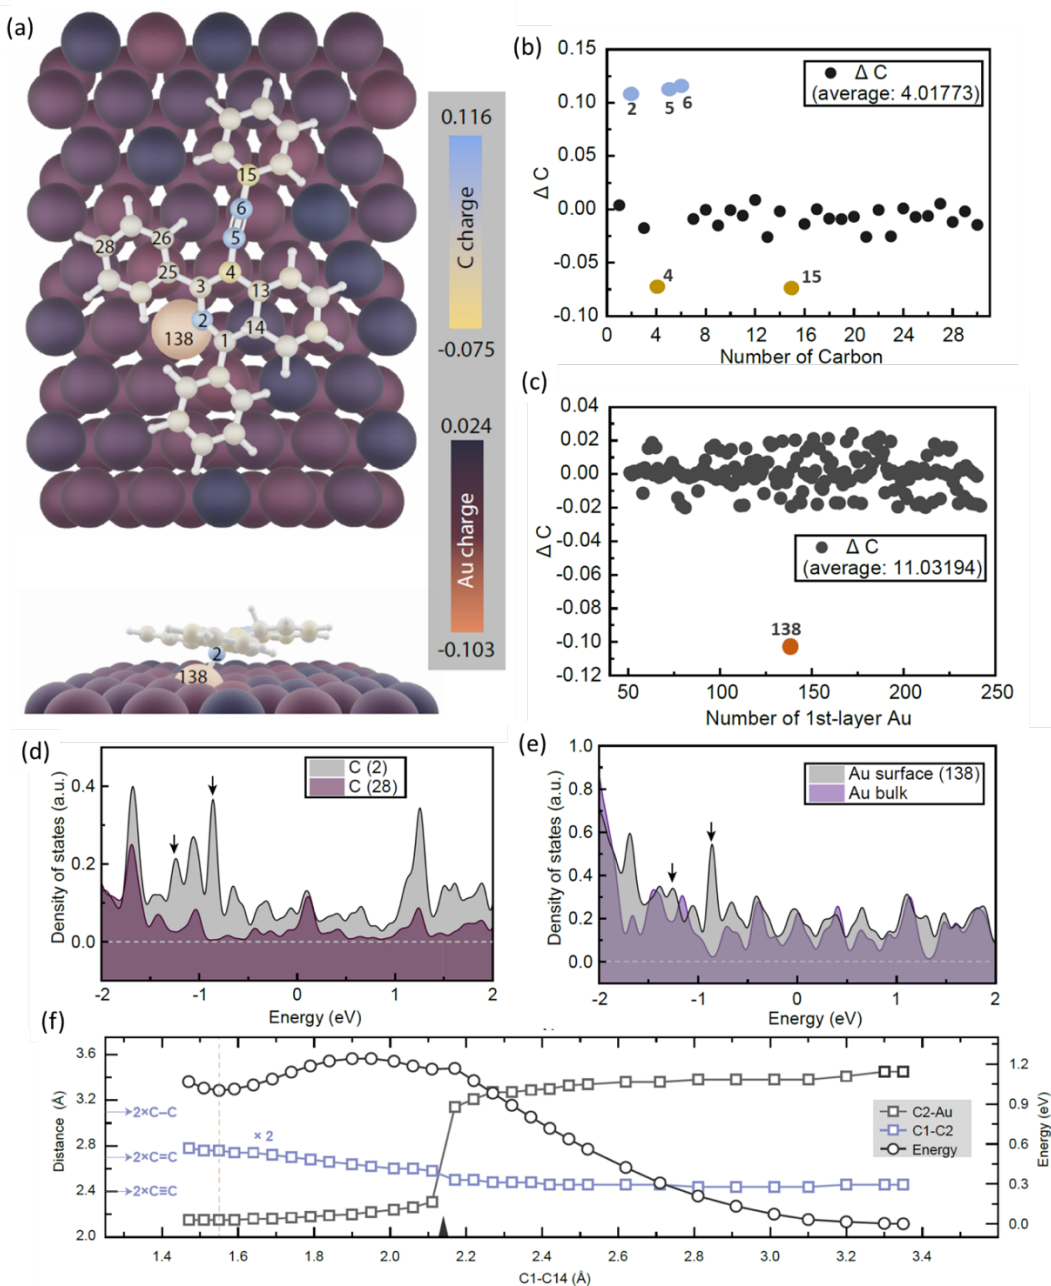 (a)
15
6
5
28
26
25
3
4
13
2
138
1
14
2
138
0.116
C charge
-0.075
0.024
Au charge
-0.103
(b)
0.15
0.10
0.05
0.00
-0.05
-0.10
Δ C
2
5
6
4
15
Δ C
(average: 4.01773)
0 4 8 12 16 20 24 28
Number of Carbon
(c)
0.04
0.02
0.00
-0.02
-0.04
-0.06
-0.08
-0.10
-0.12
Δ C
Δ C
(average: 11.03194)
138
50 100 150 200 250
Number of 1st-layer Au
(d)
Density of states (a.u.)
0.4
0.2
0.0
C (2)
C (28)
-2 -1 0 1 2
Energy (eV)
(e)
Density of states (a.u.)
1.0
0.8
0.6
0.4
0.2
0.0
Au surface (138)
Au bulk
-2 -1 0 1 2
Energy (eV)
(f)
Distance (Å)
3.6
3.2
2.8
2.4
2.0
2×C–C
2×C=C
2×C≡C
× 2
C2-Au
C1-C2
Energy
1.2
0.9
0.6
0.3
0.0
Energy (eV)
1.4 1.6 1.8 2.0 2.2 2.4 2.6 2.8 3.0 3.2 3.4
C1-C14 (Å)